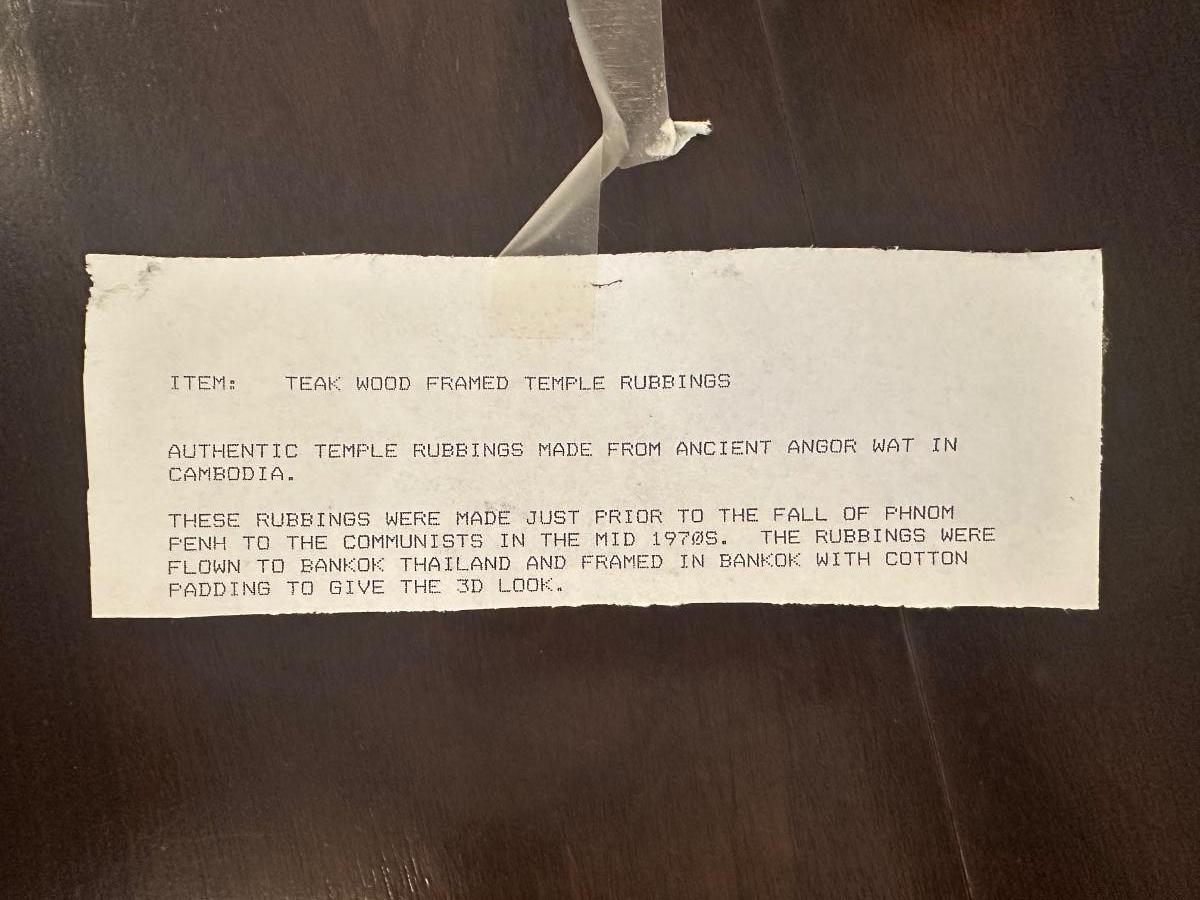 ITEM: TEAK WOOD FRAMED TEMPLE RUBBINGS
AUTHENTIC TEMPLE RUBBINGS MADE FROM ANCIENT ANGOR WAT IN
CAMBODIA.
THESE RUBBINGS WERE MADE JUST PRIOR TO THE FALL OF PHNOM
PENH TO THE COMMUNISTS IN THE MID 1970S. THE RUBBINGS WERE
FLOWN TO BANKOK THAILAND AND FRAMED IN BANKOK WITH COTTON
PADDING TO GIVE THE 3D LOOK.